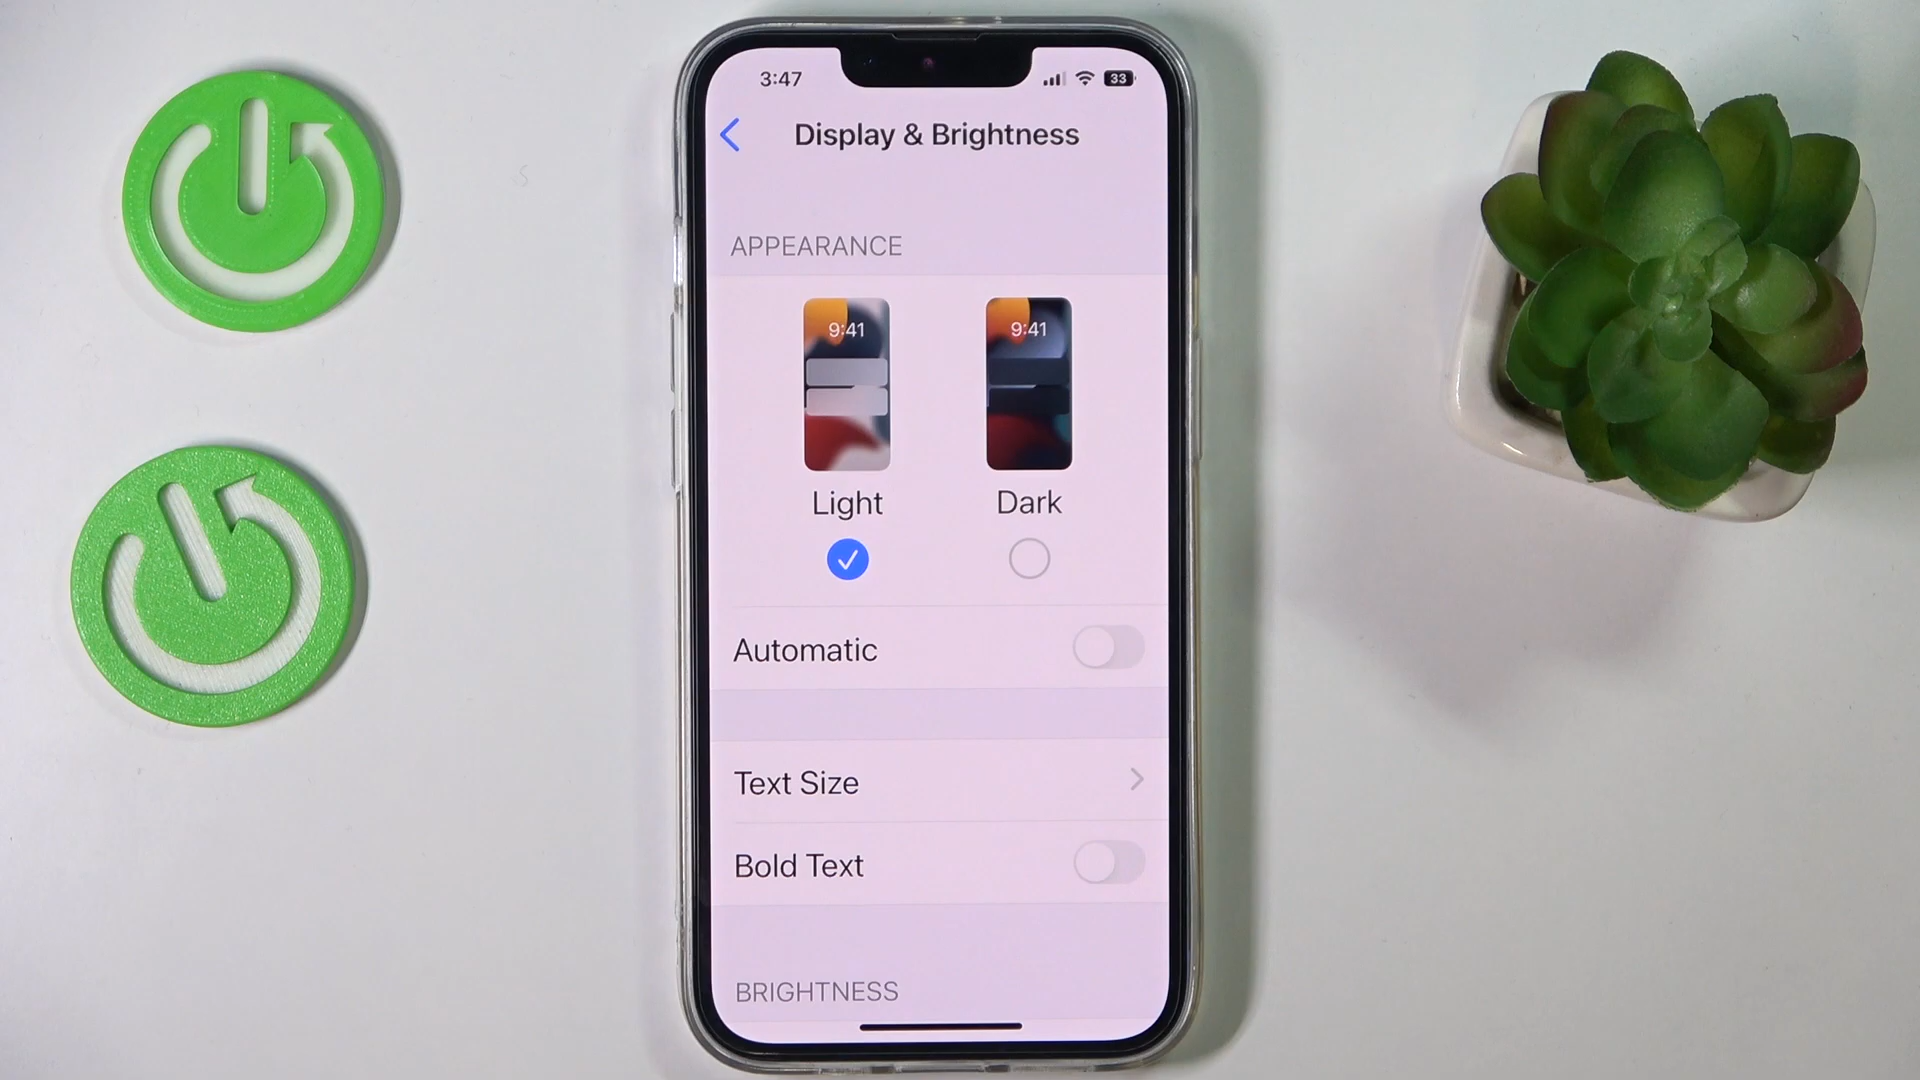 3:47
33
Display & Brightness
APPEARANCE
9:41
9:41
Light
Dark
Automatic
Text Size
Bold Text
BRIGHTNESS